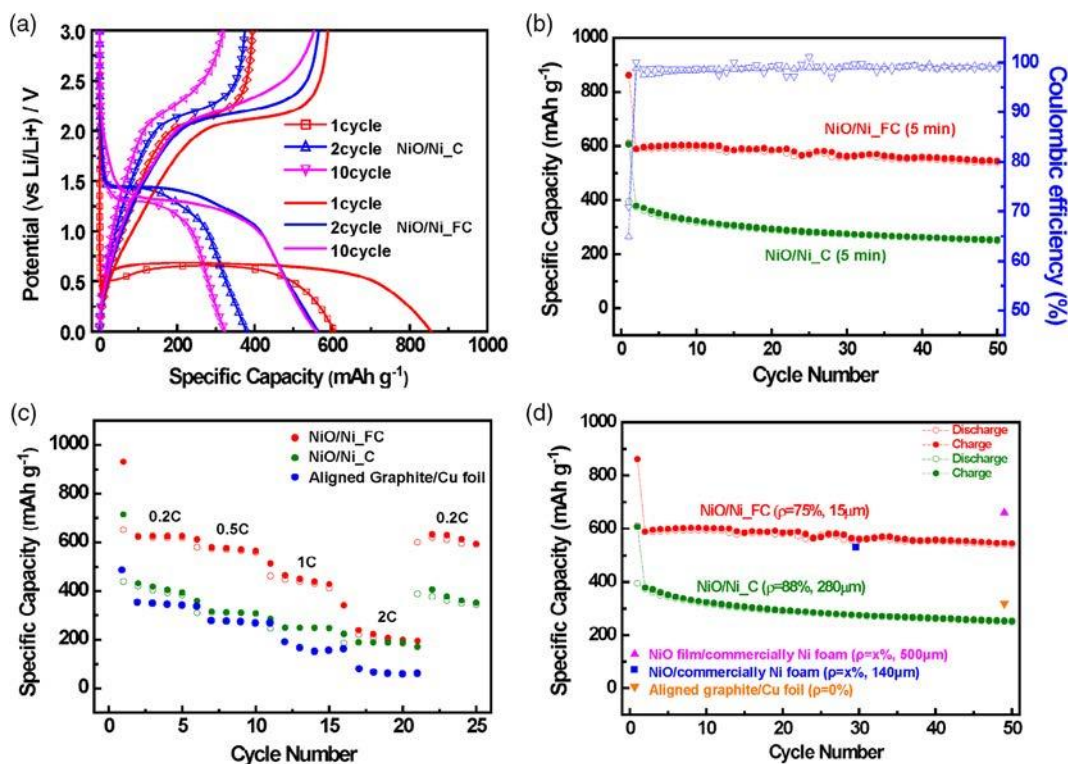 (a)
3.0
2.5
2.0
1.5
1.0
0.5
0.0
Potential (vs Li/Li+) / V
1cycle
2cycle NiO/Ni_C
10cycle
1cycle
2cycle NiO/Ni_FC
10cycle
0 200 400 600 800 1000
Specific Capacity (mAh g⁻¹)
(b)
1000
800
600
400
200
0
Specific Capacity (mAh g⁻¹)
NiO/Ni_FC (5 min)
NiO/Ni_C (5 min)
100
90
80
70
60
50
Coulombic efficiency (%)
0 10 20 30 40 50
Cycle Number
(c)
1000
800
600
400
200
0
Specific Capacity (mAh g⁻¹)
NiO/Ni_FC
NiO/Ni_C
Aligned Graphite/Cu foil
0.2C
0.5C
1C
2C
0.2C
0 5 10 15 20 25
Cycle Number
(d)
1000
800
600
400
200
0
Specific Capacity (mAh g⁻¹)
Discharge
Charge
Discharge
Charge
NiO/Ni_FC (ρ=75%, 15μm)
NiO/Ni_C (ρ=88%, 280μm)
NiO film/commercially Ni foam (ρ=x%, 500μm)
NiO/commercially Ni foam (ρ=x%, 140μm)
Aligned graphite/Cu foil (ρ=0%)
0 10 20 30 40 50
Cycle Number